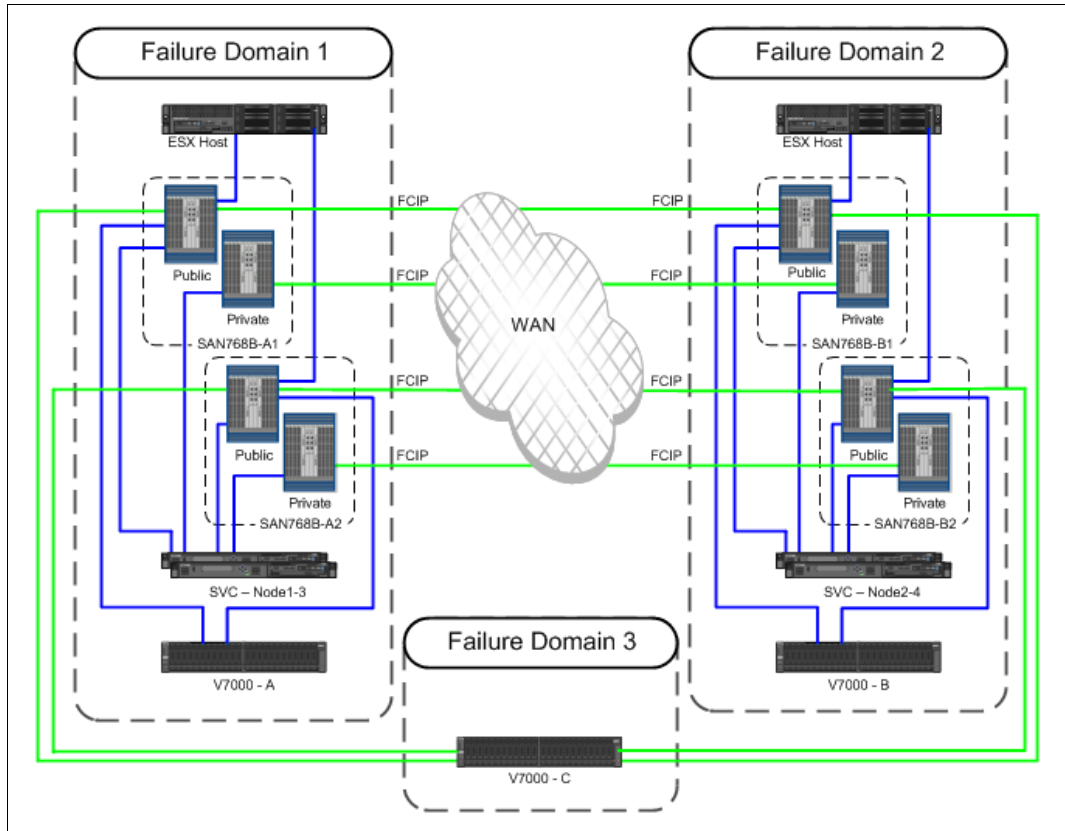 Failure Domain 1
Failure Domain 2
ESX Host
ESX Host
FCIP
FCIP
Public
Public
FCIP
FCIP
Private
Private
WAN
SAN768B-A1
SAN768B-B1
FCIP
FCIP
Public
Public
FCIP
FCIP
Private
Private
SAN768B-A2
SAN768B-B2
SVC – Node1-3
SVC – Node2-4
Failure Domain 3
V7000 - A
V7000 - B
V7000 - C